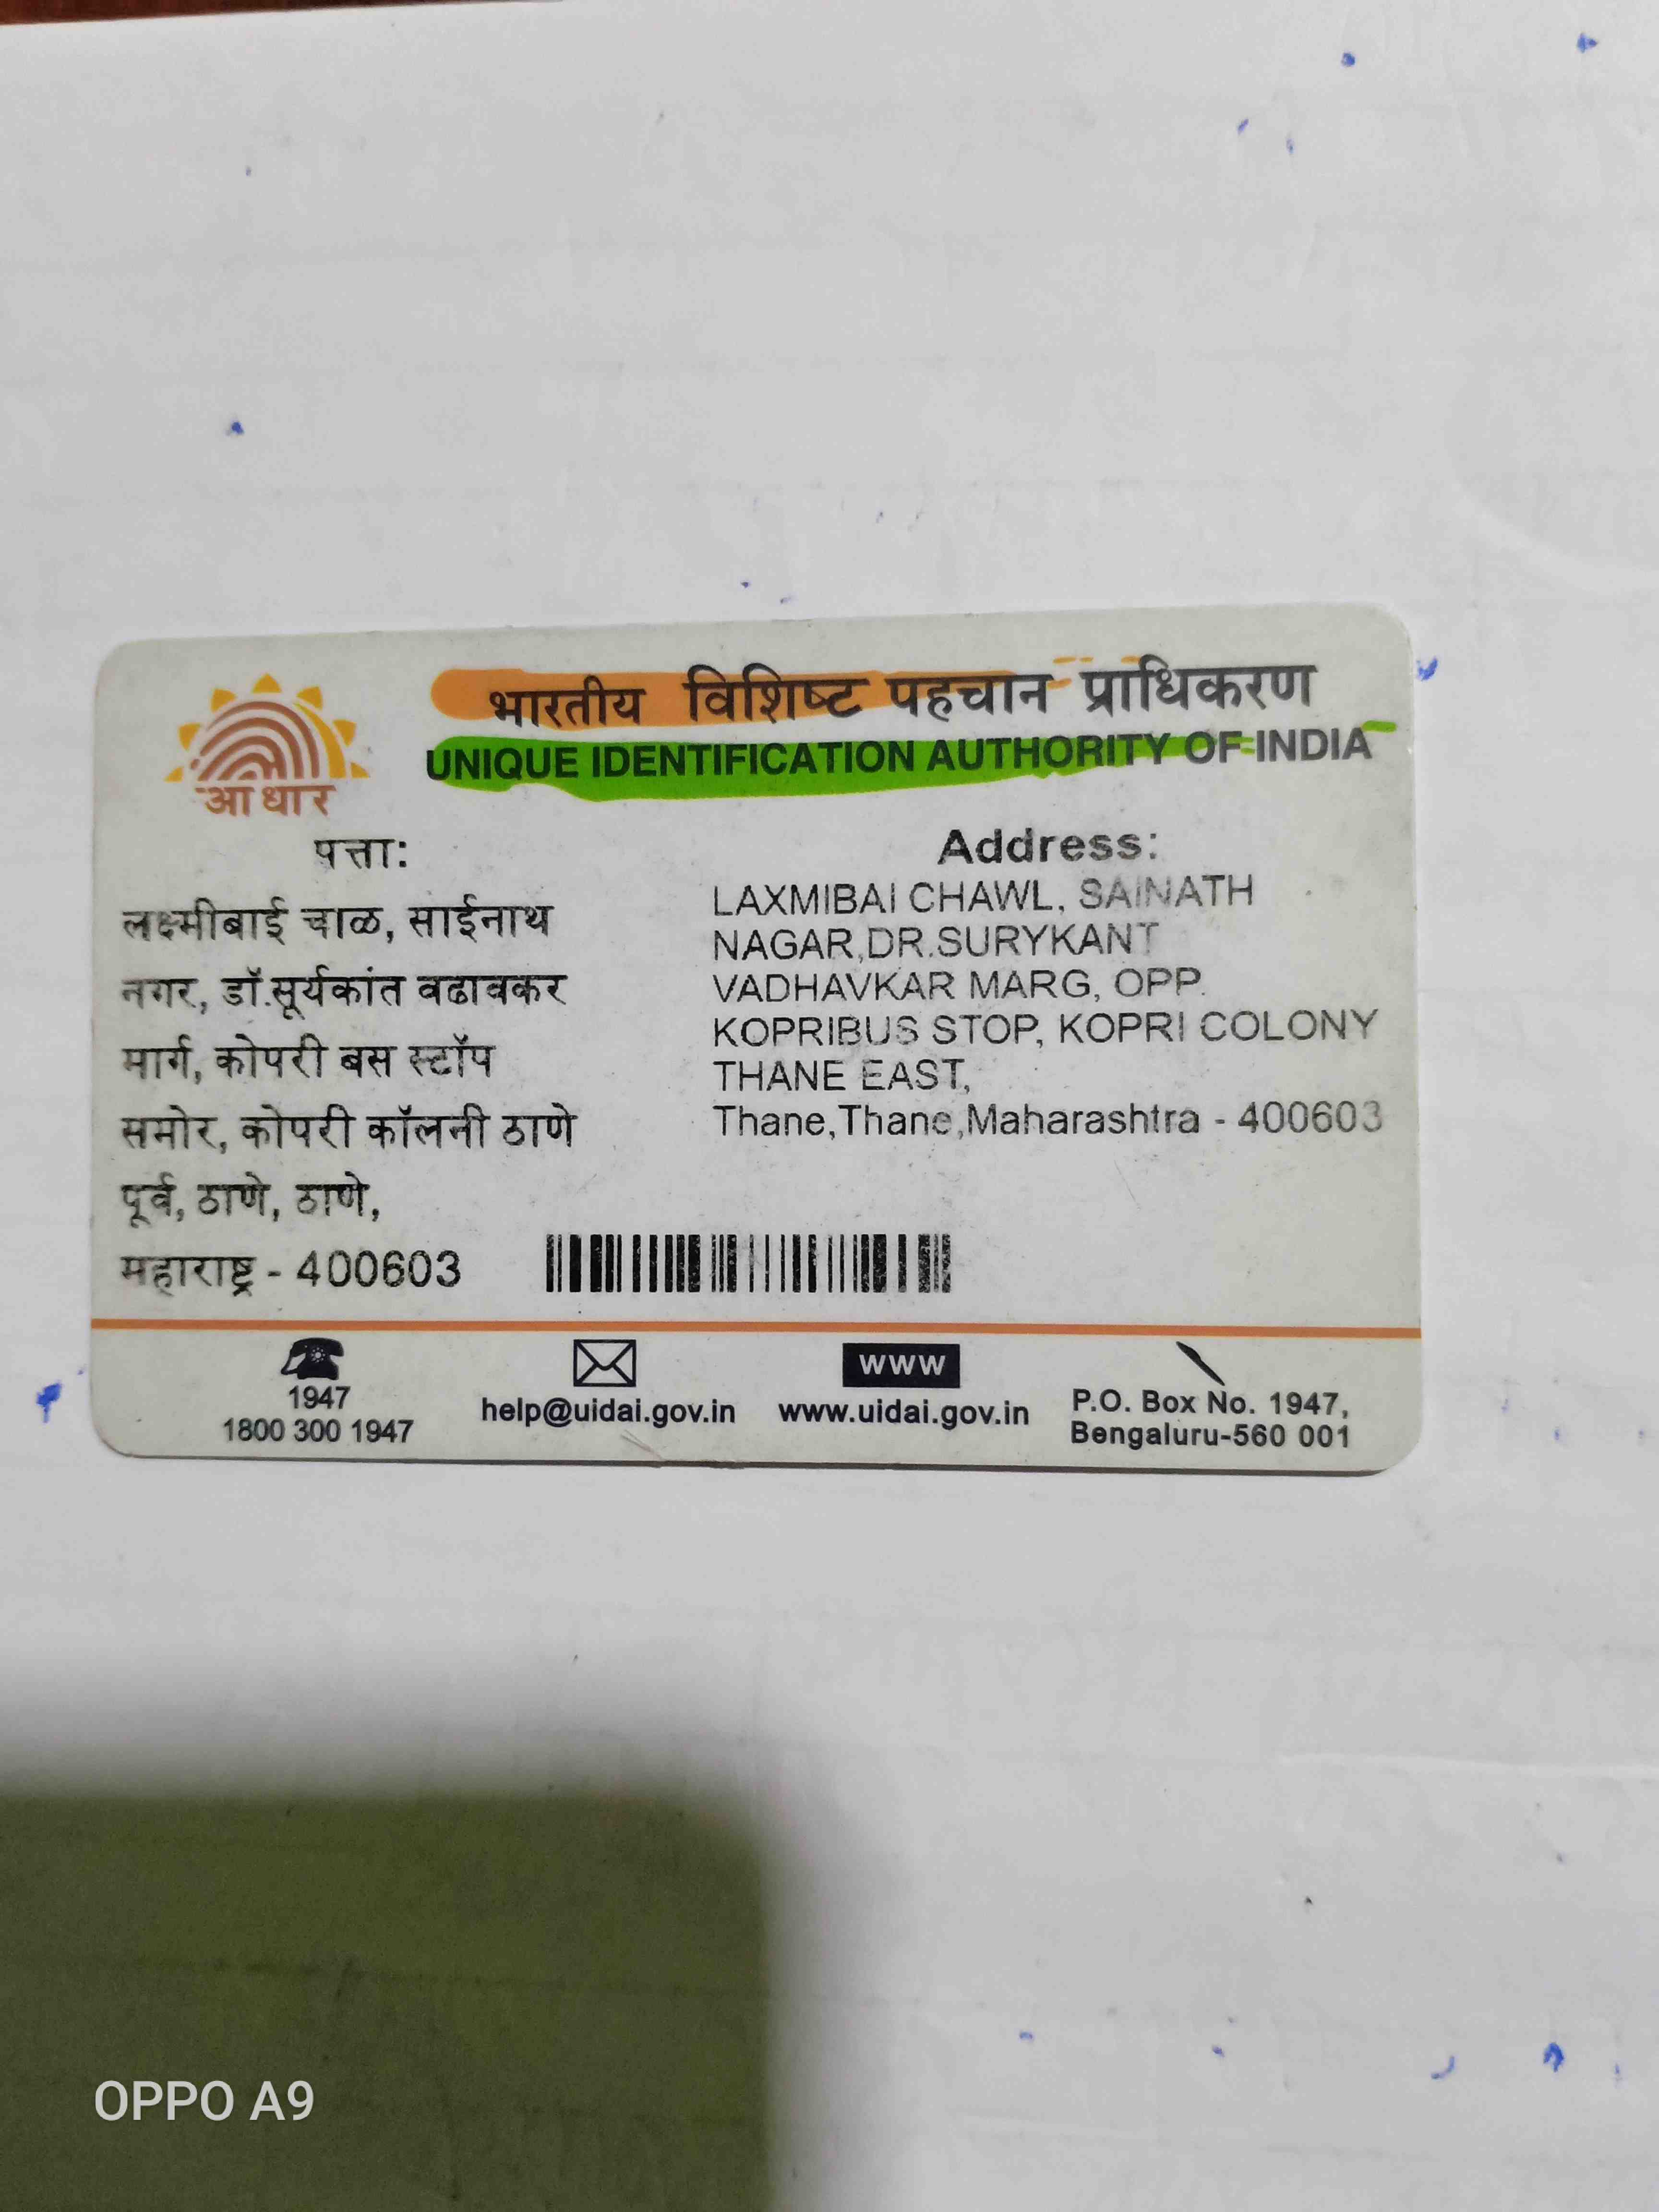 भारतीय विशिष्ट पहचान प्राधिकरण
UNIQUE IDENTIFICATION AUTHORITY OF INDIA
आधार
पत्ता:
लक्ष्मीबाई चाळ, साईनाथ
नगर, डॉ.सूर्यकांत वढावकर
मार्ग, कोपरी बस स्टॉप
समोर, कोपरी कॉलनी ठाणे
पूर्व, ठाणे, ठाणे,
महाराष्ट्र - 400603
Address:
LAXMIBAI CHAWL, SAINATH
NAGAR,DR.SURYKANT
VADHAVKAR MARG, OPP.
KOPRIBUS STOP, KOPRI COLONY
THANE EAST,
Thane,Thane,Maharashtra - 400603
1947
1800 300 1947
help@uidai.gov.in
WWW
www.uidai.gov.in
P.O. Box No. 1947,
Bengaluru-560 001
OPPO A9